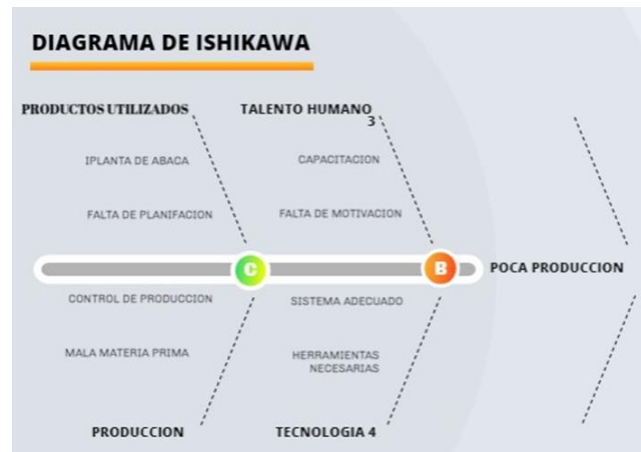 DIAGRAMA DE ISHIKAWA
PRODUCTOS UTILIZADOS
TALENTO HUMANO
3
IPLANTA DE ABACA
CAPACITACION
FALTA DE PLANIFACION
FALTA DE MOTIVACION
C
B
POCA PRODUCCION
CONTROL DE PRODUCCION
SISTEMA ADECUADO
MALA MATERIA PRIMA
HERRAMIENTAS
NECESARIAS
PRODUCCION
TECNOLOGIA 4